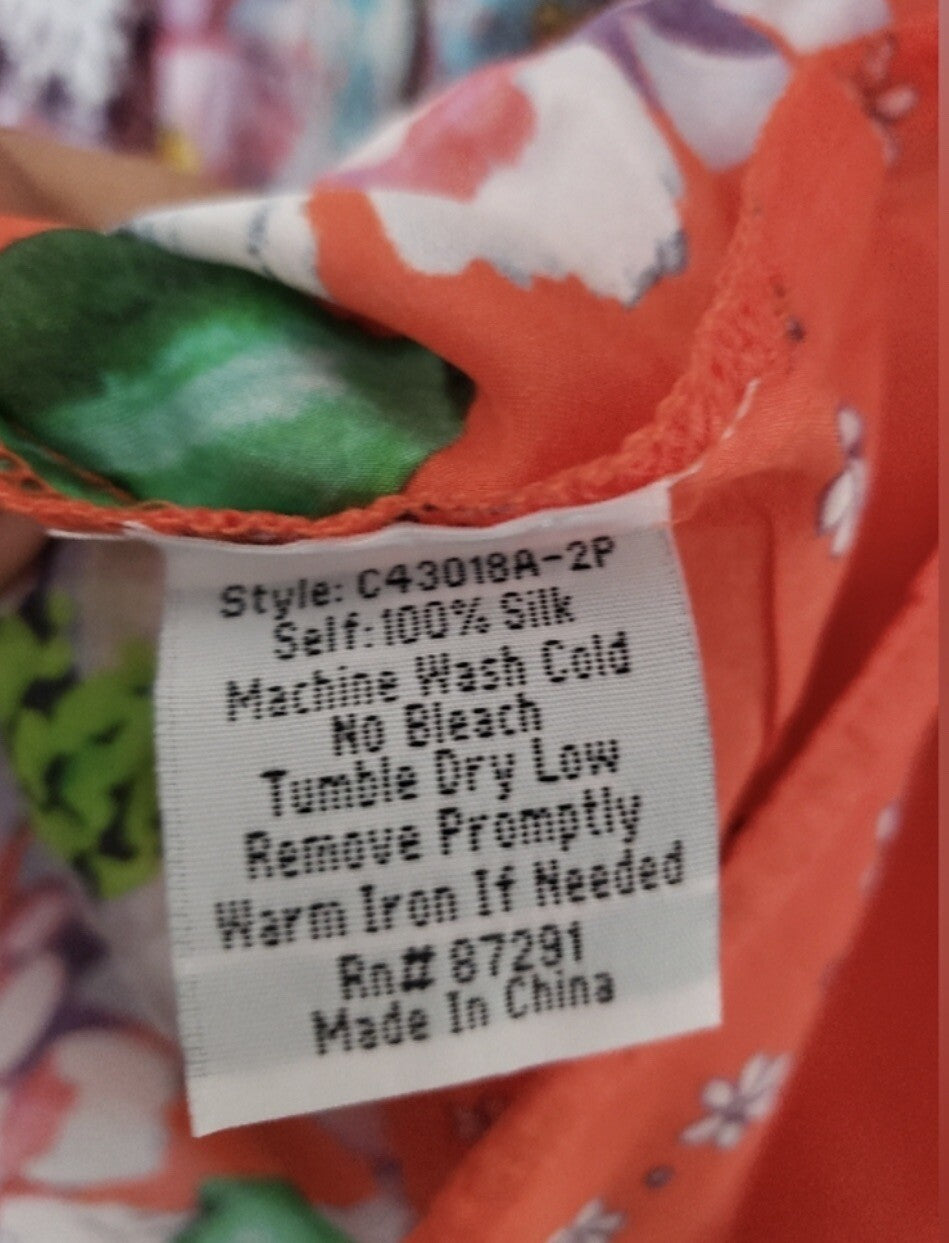 Style: C43018A-2P
Self:100% Silk
Machine Wash Cold
No Bleach
Tumble Dry Low
Remove Promptly
Warm Iron If Needed
Rn# 87291
Made In China